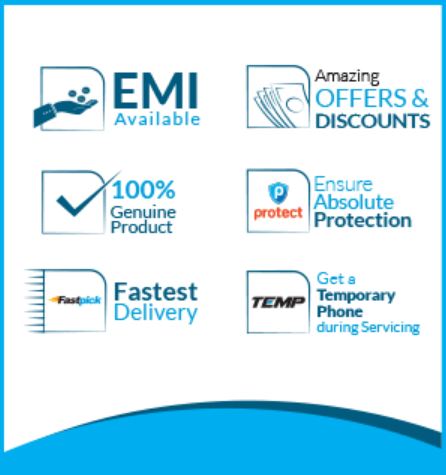 EMI
Available
Amazing
OFFERS &
DISCOUNTS
100%
Genuine
Product
protect
Ensure
Absolute
Protection
Fastpick
Fastest
Delivery
TEMP
Get a
Temporary
Phone
during Servicing